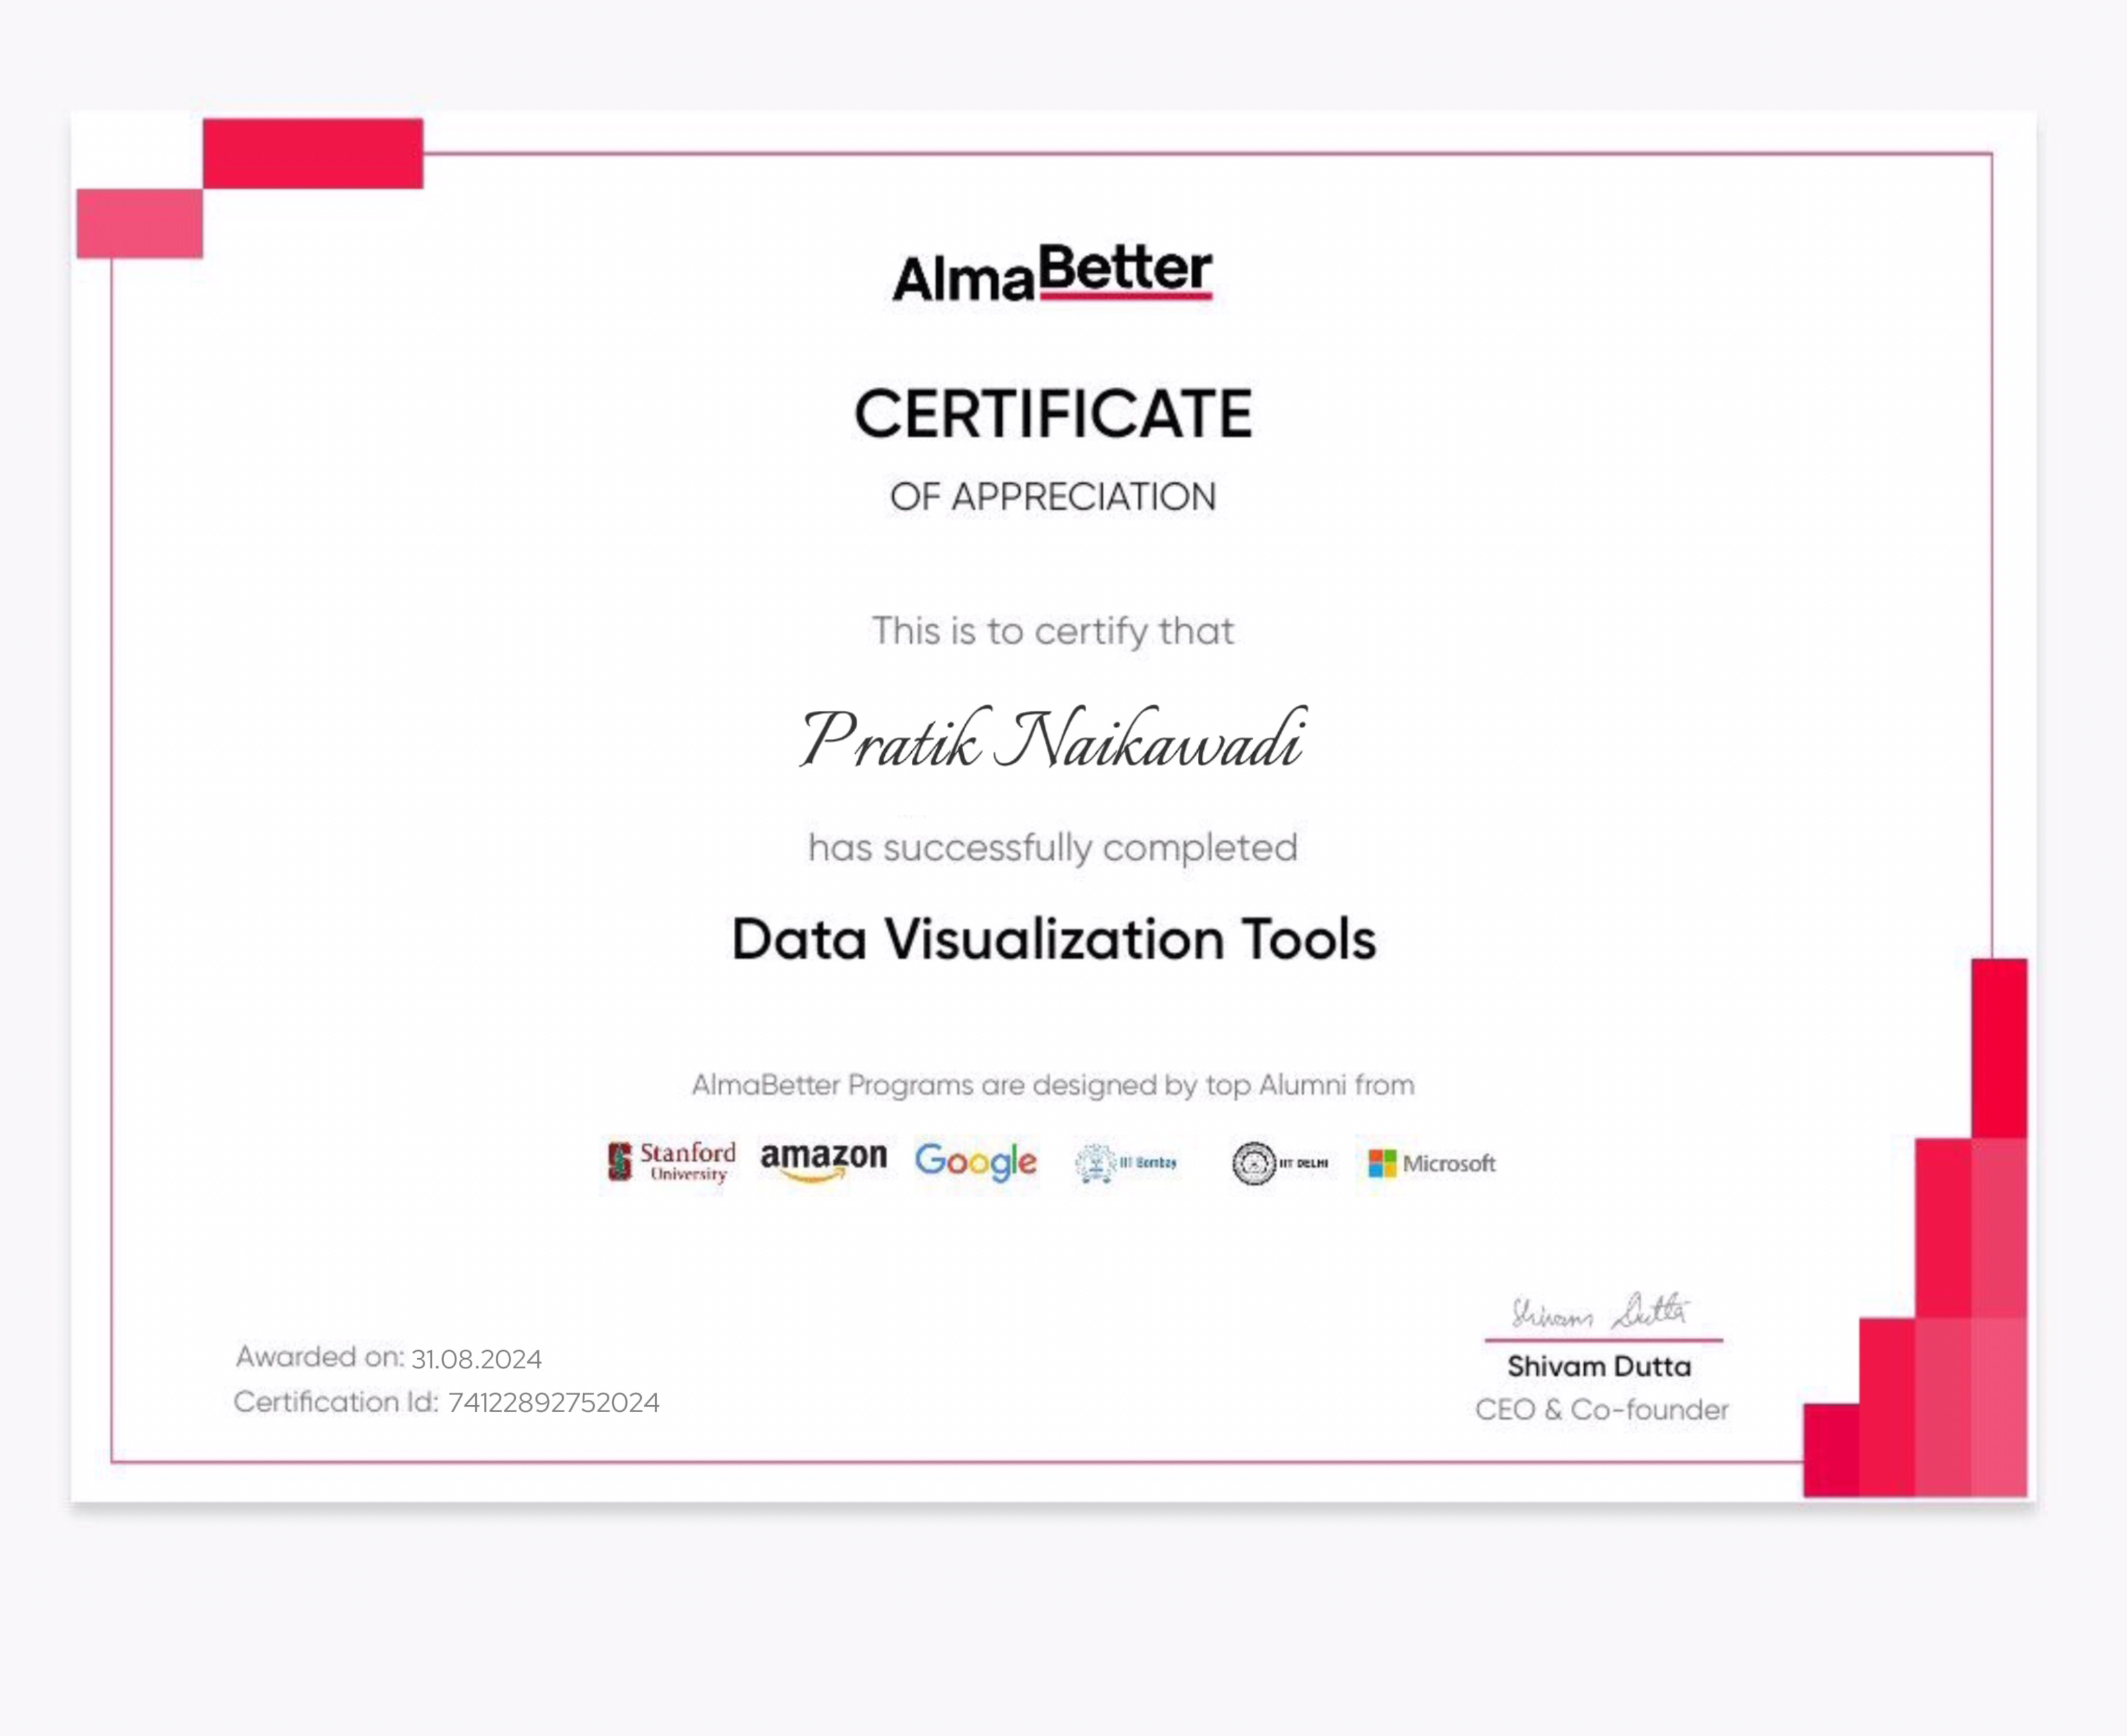 AlmaBetter
CERTIFICATE
OF APPRECIATION
This is to certify that
Pratik Naikawadi
has successfully completed
Data Visualization Tools
AlmaBetter Programs are designed by top Alumni from
Stanford University amazon Google IIT Bombay IIT DELHI Microsoft
Shivam Dutta
Awarded on: 31.08.2024
Shivam Dutta
Certification Id: 74122892752024
CEO & Co-founder